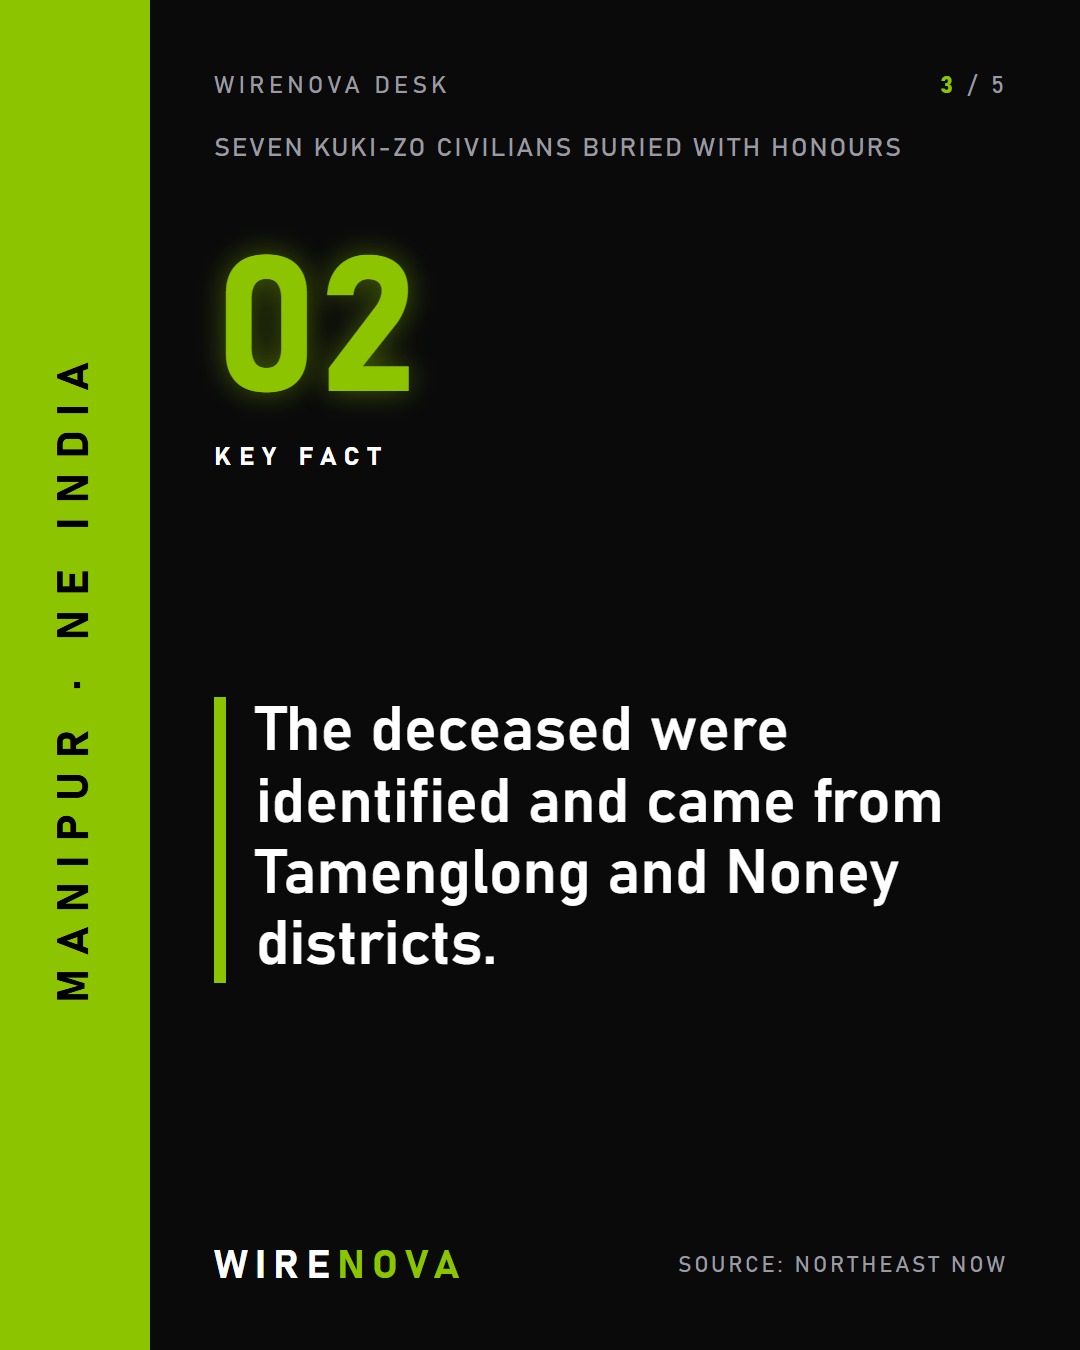 WIRENOVA DESK
3 / 5
SEVEN KUKI-ZO CIVILIANS BURIED WITH HONOURS
02
KEY FACT
MANIPUR · NE INDIA
The deceased were
identified and came from
Tamenglong and Noney
districts.
WIRENOVA
SOURCE: NORTHEAST NOW